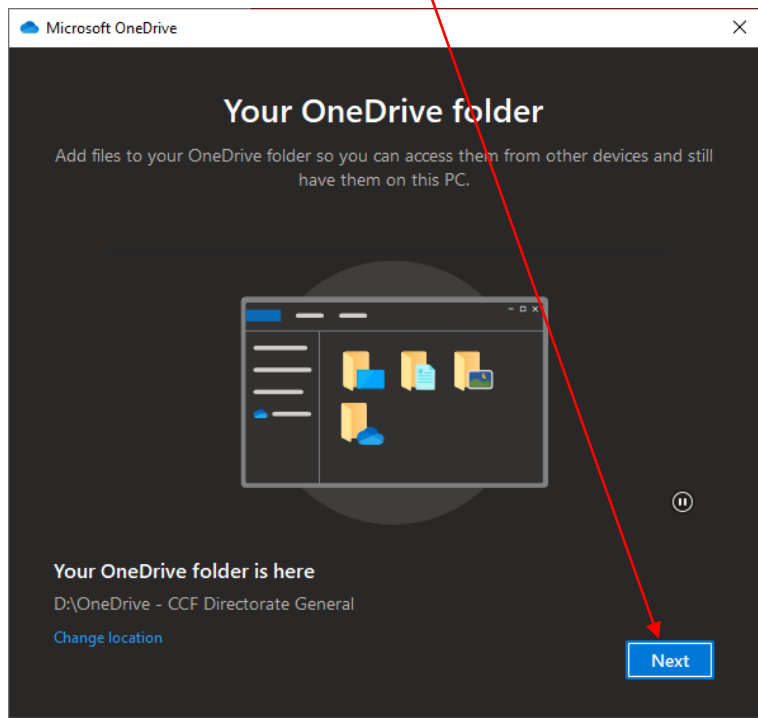 Microsoft OneDrive
Your OneDrive folder
Add files to your OneDrive folder so you can access them from other devices and still
have them on this PC.
Your OneDrive folder is here
D:\OneDrive - CCF Directorate General
Change location
Next